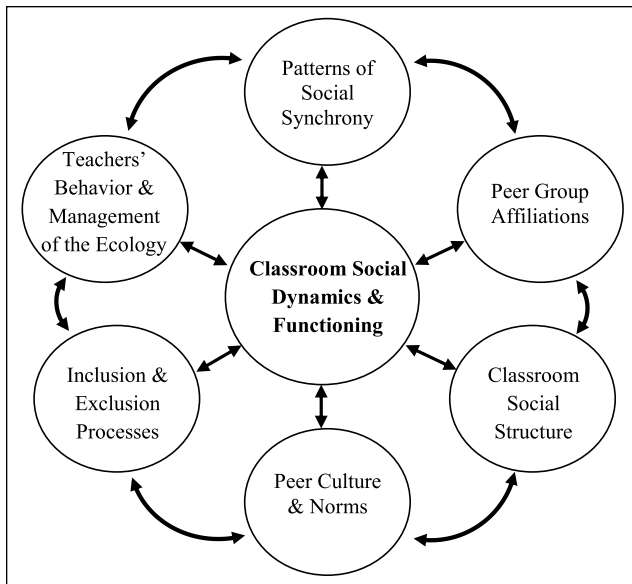 Patterns of
Social
Synchrony
Teachers’
Behavior &
Management
of the Ecology
Peer Group
Affiliations
Classroom Social
Dynamics &
Functioning
Inclusion &
Exclusion
Processes
Classroom
Social
Structure
Peer Culture
& Norms